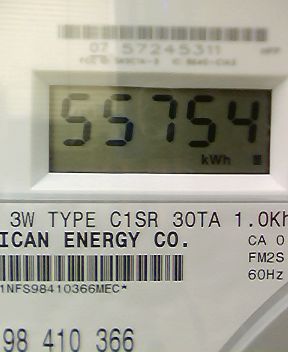 07 57245311
55754
kWh
3W TYPE C1SR 30TA 1.0Kh
ICAN ENERGY CO.
CA 0
FM2S
60Hz
1NFS98410366MEC*
98 410 366